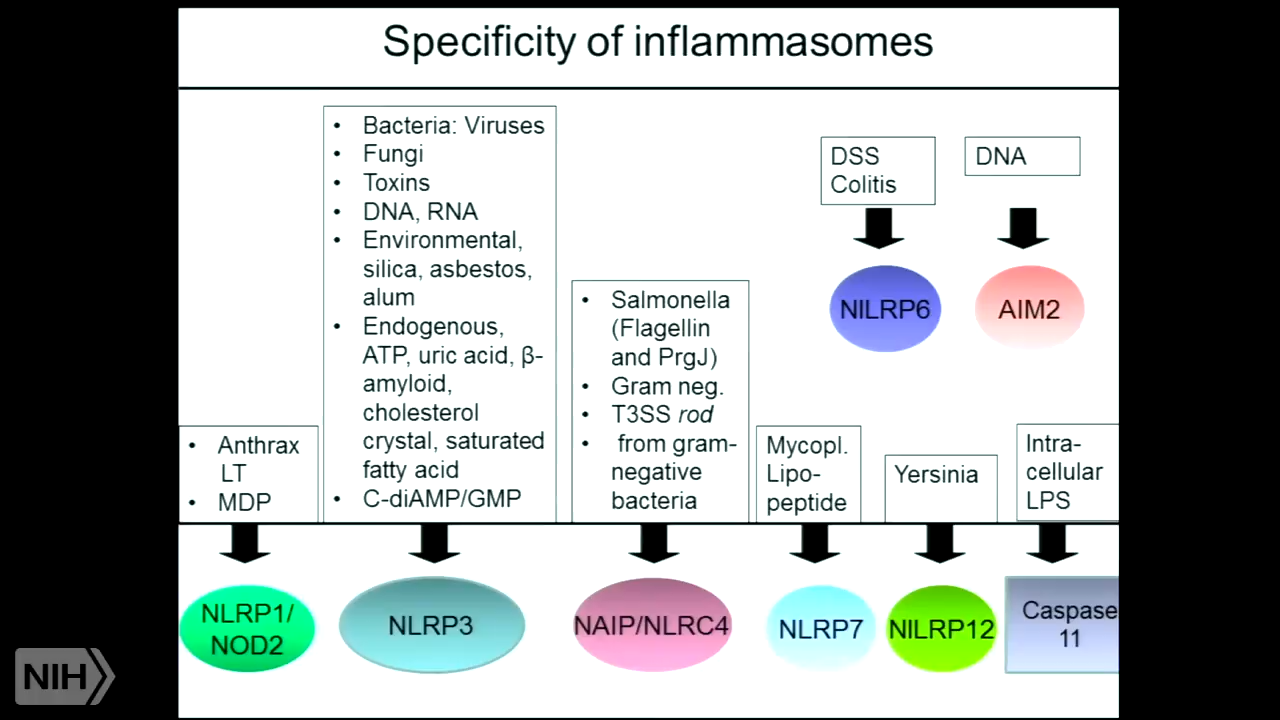 Specificity of inflammasomes
• Bacteria: Viruses
• Fungi
• Toxins
• DNA, RNA
• Environmental,
silica, asbestos,
alum
• Endogenous,
ATP, uric acid, β-
amyloid,
cholesterol
crystal, saturated
fatty acid
• C-diAMP/GMP
DSS
Colitis
DNA
NILRP6
AIM2
• Salmonella
(Flagellin
and PrgJ)
• Gram neg.
• T3SS rod
• from gram-
negative
bacteria
• Anthrax
LT
• MDP
Mycopl.
Lipo-
peptide
Yersinia
Intra-
cellular
LPS
NLRP1/
NOD2
NLRP3
NAIP/NLRC4
NLRP7
NILRP12
Caspase
11
NIH